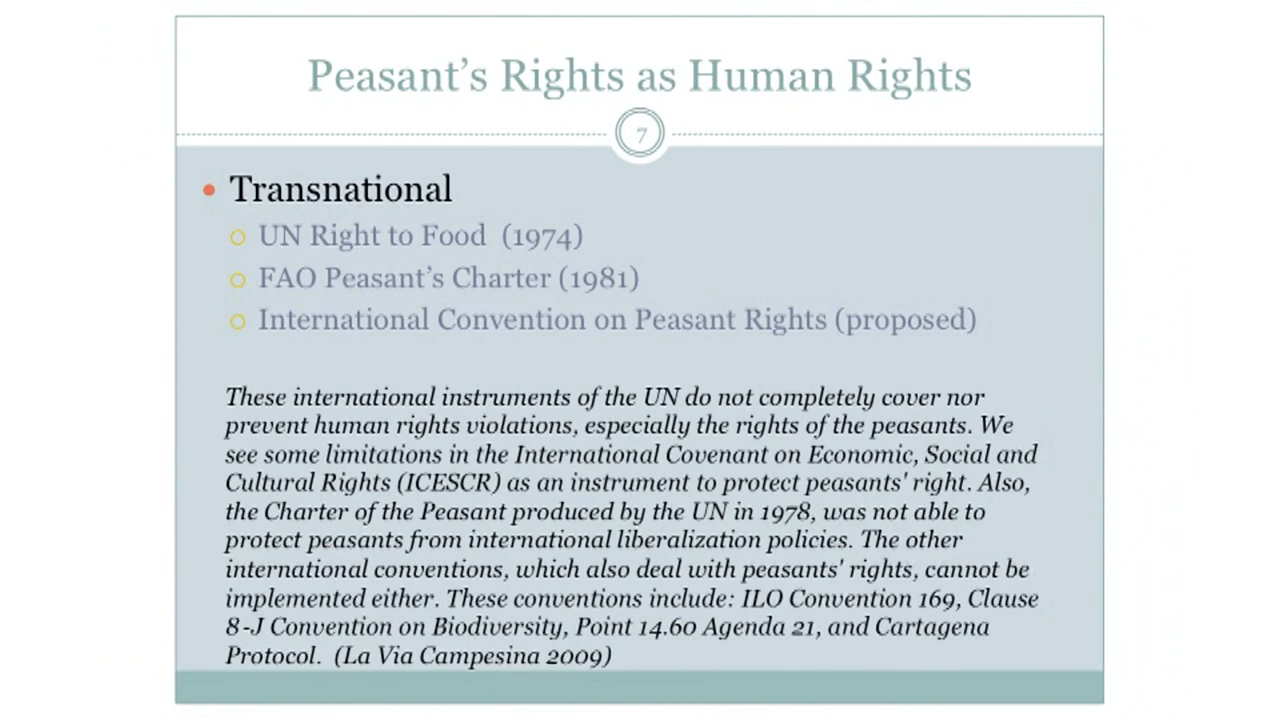 Peasant's Rights as Human Rights
7
• Transnational
○ UN Right to Food (1974)
○ FAO Peasant's Charter (1981)
○ International Convention on Peasant Rights (proposed)
These international instruments of the UN do not completely cover nor
prevent human rights violations, especially the rights of the peasants. We
see some limitations in the International Covenant on Economic, Social and
Cultural Rights (ICESCR) as an instrument to protect peasants' right. Also,
the Charter of the Peasant produced by the UN in 1978, was not able to
protect peasants from international liberalization policies. The other
international conventions, which also deal with peasants' rights, cannot be
implemented either. These conventions include: ILO Convention 169, Clause
8-J Convention on Biodiversity, Point 14.60 Agenda 21, and Cartagena
Protocol. (La Via Campesina 2009)